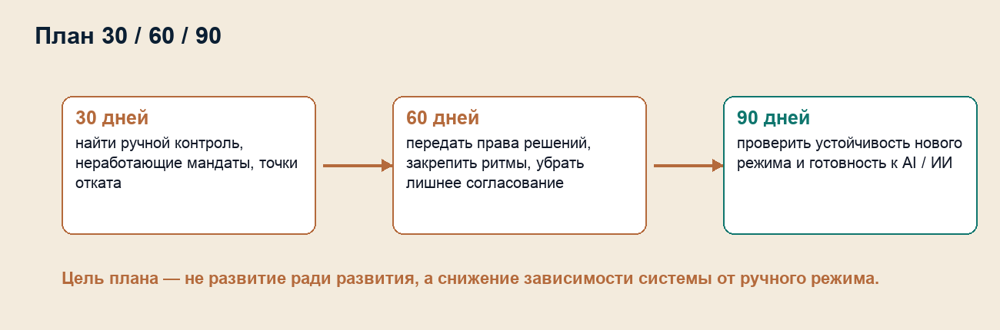 План 30 / 60 / 90
30 дней
найти ручной контроль,
неработающие мандаты, точки
отката
60 дней
передать права решений,
закрепить ритмы, убрать
лишнее согласование
90 дней
проверить устойчивость нового
режима и готовность к AI / ИИ
Цель плана — не развитие ради развития, а снижение зависимости системы от ручного режима.